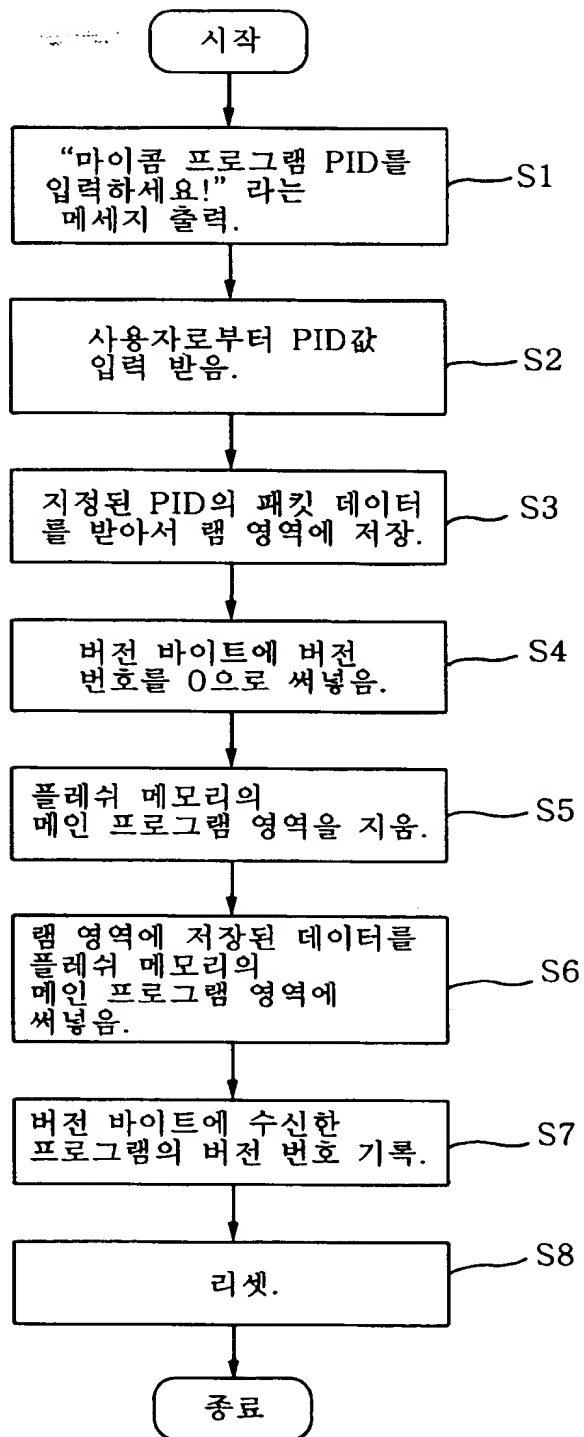 시작
“마이콤 프로그램 PID를
입력하세요!” 라는
메세지 출력.
S1
사용자로부터 PID값
입력 받음.
S2
지정된 PID의 패킷 데이터
를 받아서 램 영역에 저장.
S3
버전 바이트에 버전
번호를 0으로 써넣음.
S4
플레쉬 메모리의
메인 프로그램 영역을 지움.
S5
램 영역에 저장된 데이터를
플레쉬 메모리의
메인 프로그램 영역에
써넣음.
S6
버전 바이트에 수신한
프로그램의 버전 번호 기록.
S7
리셋.
S8
종료